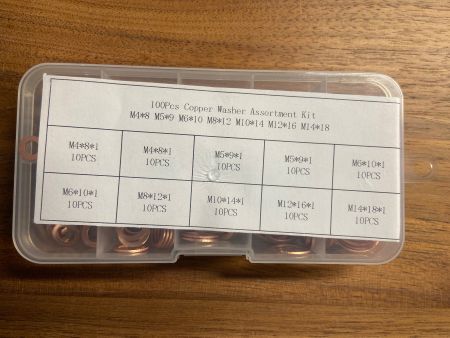 100Pcs Copper Washer Assortment Kit
M4*8 M5*9 M6*10 M8*12 M10*14 M12*16 M14*18
M4*8*1
10PCS
M4*8*1
10PCS
M5*9*1
10PCS
M5*9*1
10PCS
M6*10*1
10PCS
M6*10*1
10PCS
M8*12*1
10PCS
M10*14*1
10PCS
M12*16*1
10PCS
M14*18*1
10PCS